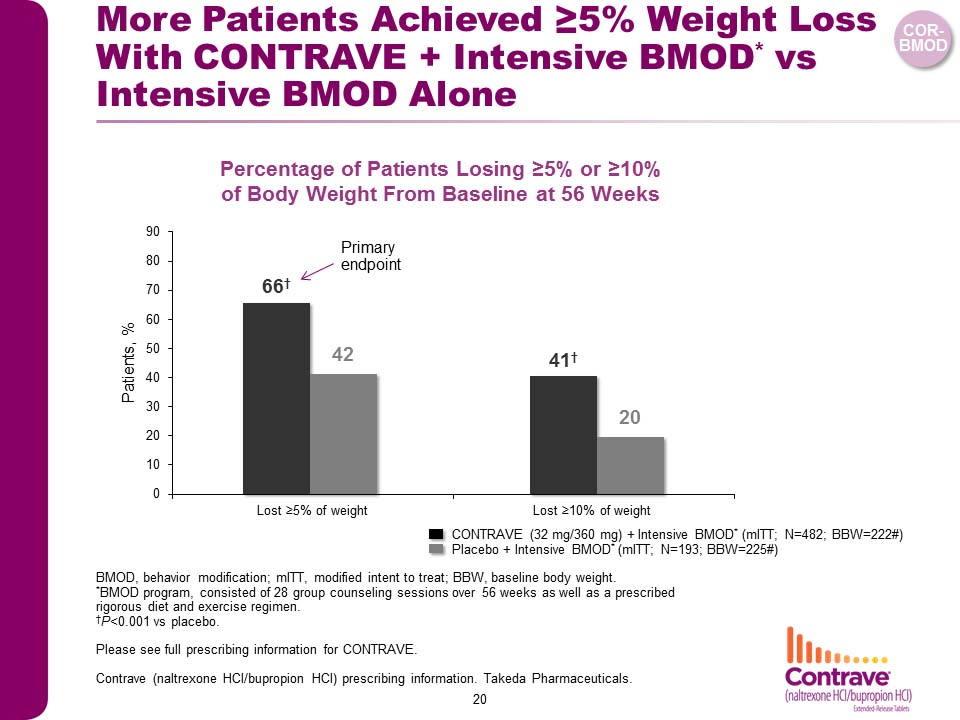 More Patients Achieved ≥5% Weight Loss
With CONTRAVE + Intensive BMOD* vs
Intensive BMOD Alone
COR-
BMOD
Percentage of Patients Losing ≥5% or ≥10%
of Body Weight From Baseline at 56 Weeks
Patients, %
90
80
70
60
50
40
30
20
10
0
Primary
endpoint
66†
42
41†
20
Lost ≥5% of weight
Lost ≥10% of weight
CONTRAVE (32 mg/360 mg) + Intensive BMOD* (mITT; N=482; BBW=222#)
Placebo + Intensive BMOD* (mITT; N=193; BBW=225#)
BMOD, behavior modification; mITT, modified intent to treat; BBW, baseline body weight.
*BMOD program, consisted of 28 group counseling sessions over 56 weeks as well as a prescribed
rigorous diet and exercise regimen.
†P<0.001 vs placebo.
Please see full prescribing information for CONTRAVE.
Contrave (naltrexone HCl/bupropion HCl) prescribing information. Takeda Pharmaceuticals.
20
Contrave®
(naltrexone HCl/bupropion HCl)
Extended-Release Tablets